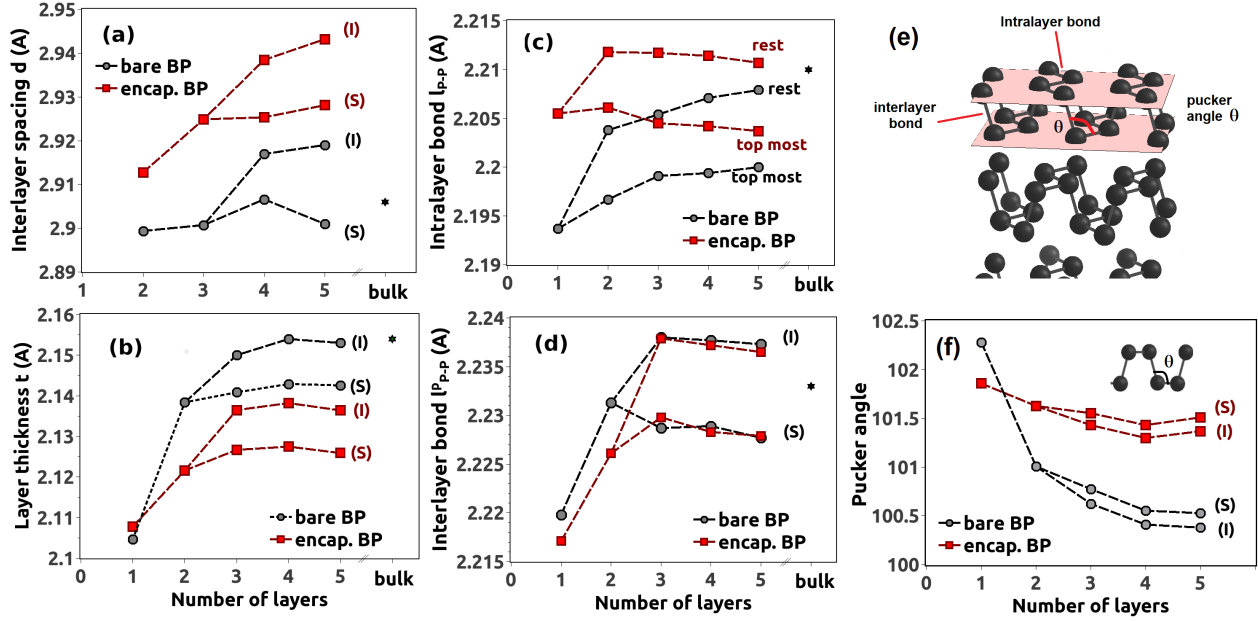 (a)
Interlayer spacing d (A)
2.95
2.94
2.93
2.92
2.91
2.9
2.89
bare BP
encap. BP
(I)
(S)
(I)
(S)
1 2 3 4 5 bulk
(c)
Intralayer bond lP-P (A)
2.215
2.21
2.205
2.2
2.195
2.19
rest
rest
top most
top most
bare BP
encap. BP
0 1 2 3 4 5 bulk
(e)
Intralayer bond
interlayer
bond
pucker
angle θ
θ
(b)
Layer thickness t (A)
2.16
2.15
2.14
2.13
2.12
2.11
2.1
(I)
(S)
(I)
(S)
bare BP
encap. BP
0 1 2 3 4 5 bulk
Number of layers
(d)
Interlayer bond lpP-P (A)
2.24
2.235
2.23
2.225
2.22
2.215
(I)
(S)
bare BP
encap. BP
0 1 2 3 4 5 bulk
Number of layers
(f)
Pucker angle
102.5
102
101.5
101
100.5
100
θ
(S)
(I)
(S)
(I)
bare BP
encap. BP
0 1 2 3 4 5
Number of layers